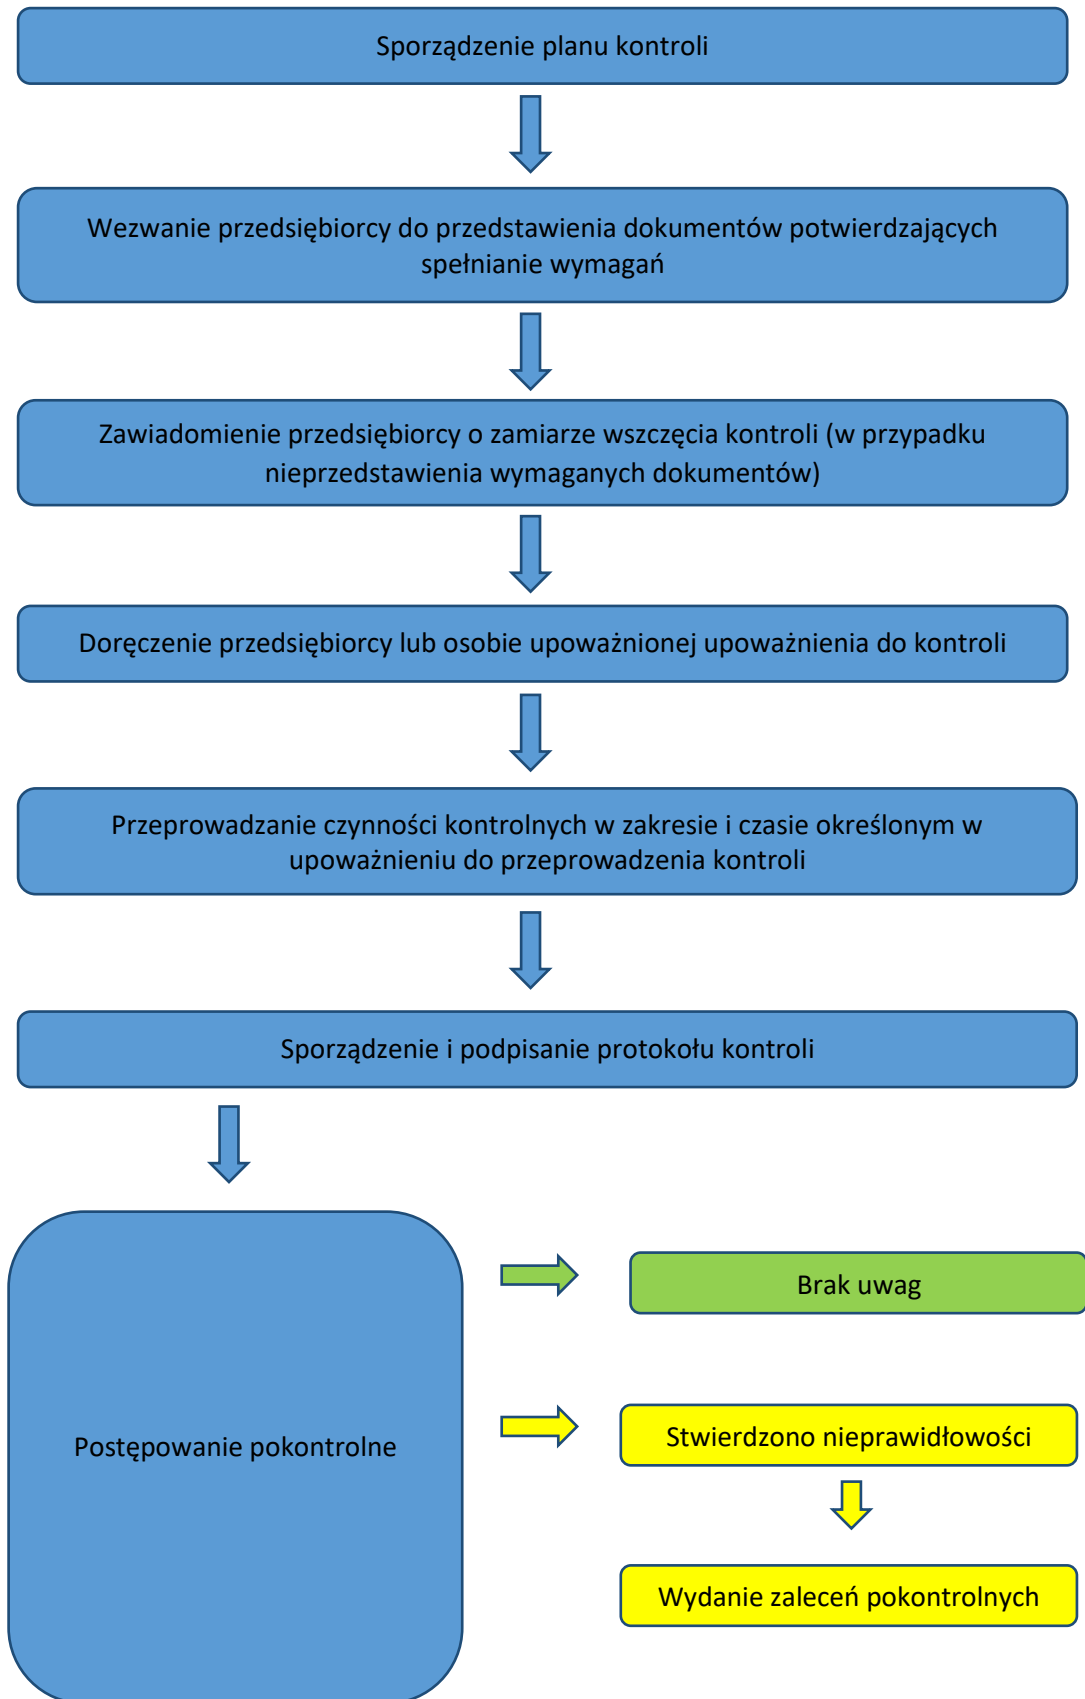 Sporządzenie planu kontroli
Wezwanie przedsiębiorcy do przedstawienia dokumentów potwierdzających
spełnianie wymagań
Zawiadomienie przedsiębiorcy o zamiarze wszczęcia kontroli (w przypadku
nieprzedstawienia wymaganych dokumentów)
Doręczenie przedsiębiorcy lub osobie upoważnionej upoważnienia do kontroli
Przeprowadzanie czynności kontrolnych w zakresie i czasie określonym w
upoważnieniu do przeprowadzenia kontroli
Sporządzenie i podpisanie protokołu kontroli
Brak uwag
Stwierdzono nieprawidłowości
Postępowanie pokontrolne
Wydanie zaleceń pokontrolnych